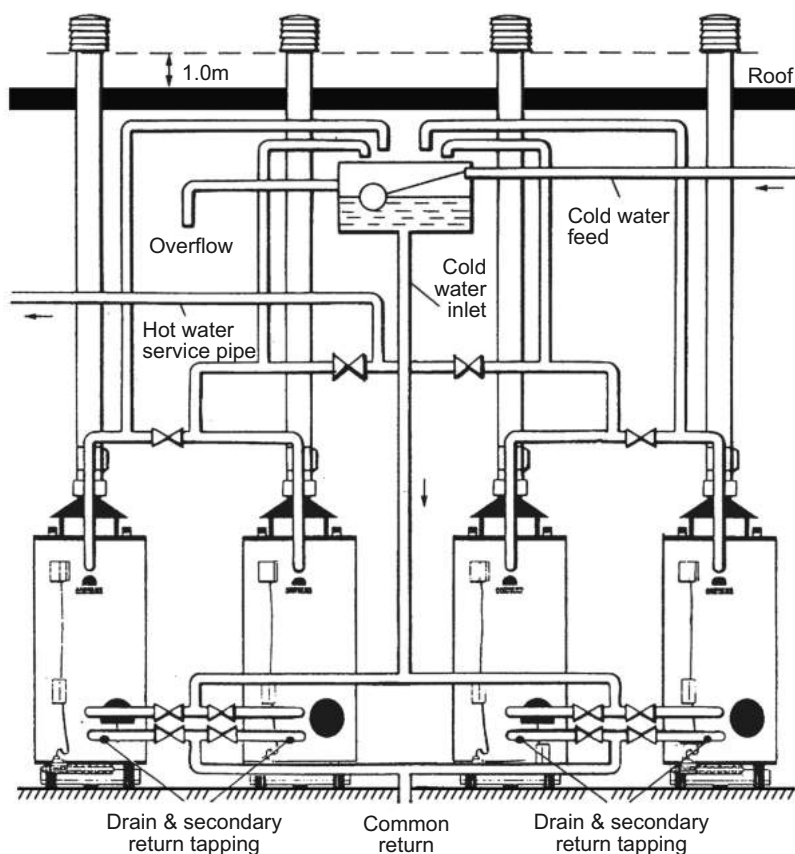 1.0m
Roof
Overflow
Cold water
feed
Cold
water
inlet
Hot water
service pipe
Drain & secondary
return tapping
Common
return
Drain & secondary
return tapping